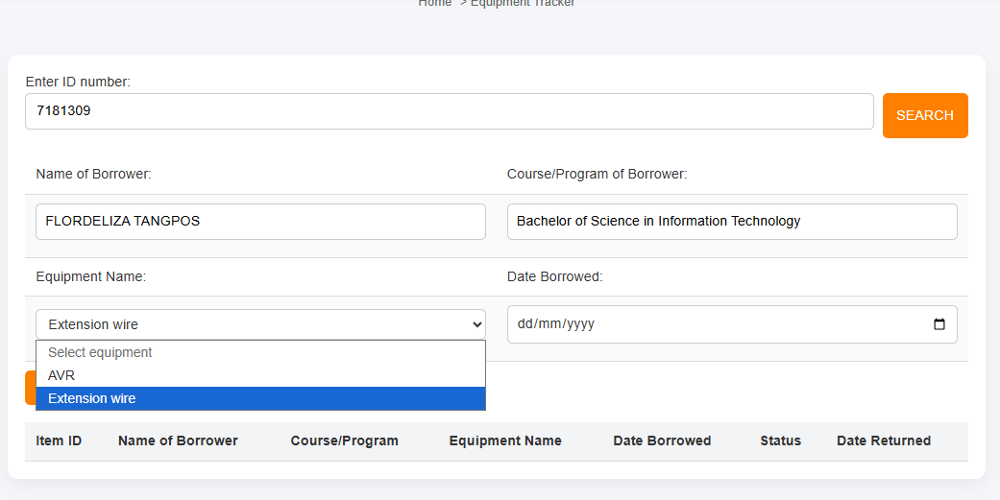 Home > Equipment Tracker
Enter ID number:
7181309
SEARCH
Name of Borrower: Course/Program of Borrower:
FLORDELIZA TANGPOS Bachelor of Science in Information Technology
Equipment Name: Date Borrowed:
Extension wire dd/mm/yyyy
Select equipment
AVR
Extension wire
Item ID Name of Borrower Course/Program Equipment Name Date Borrowed Status Date Returned